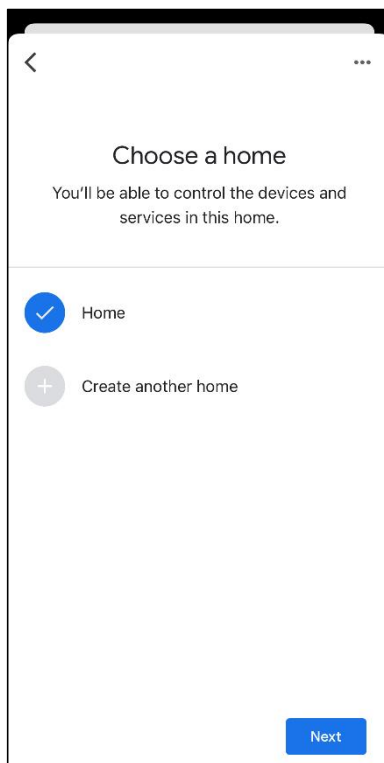 Choose a home
You'll be able to control the devices and
services in this home.
Home
Create another home
Next